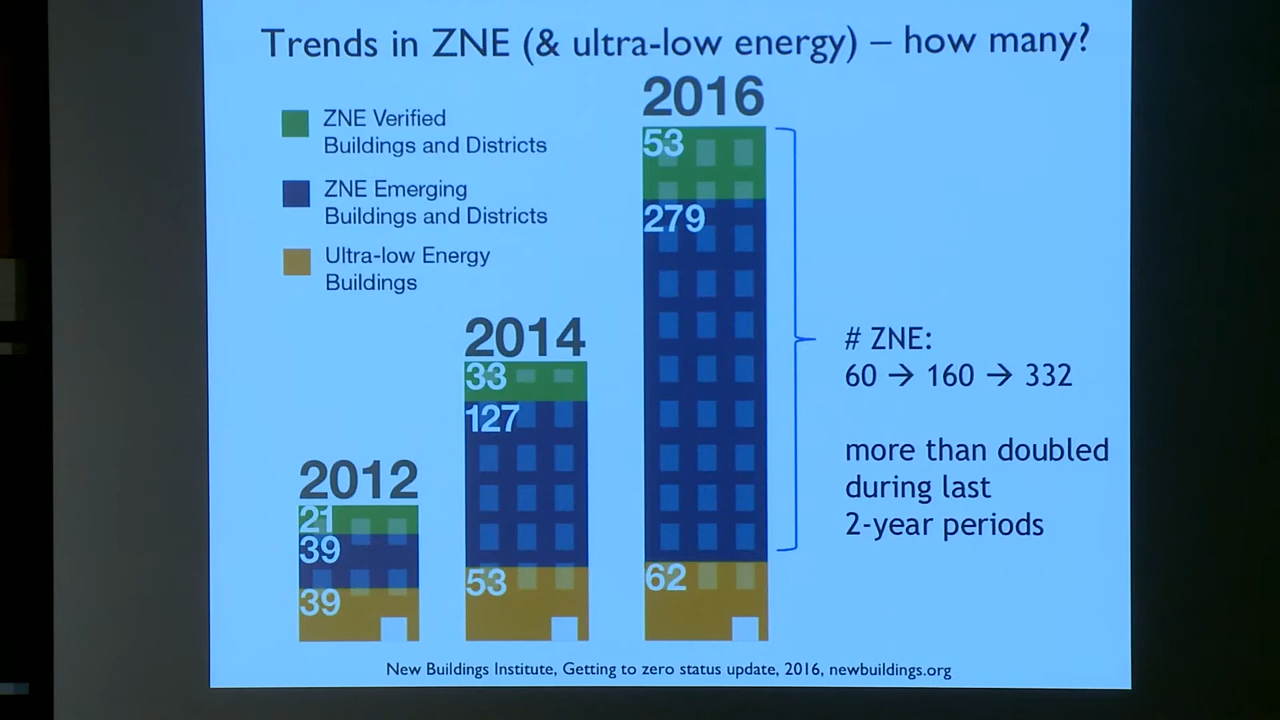 Trends in ZNE (& ultra-low energy) – how many?
ZNE Verified
Buildings and Districts
ZNE Emerging
Buildings and Districts
Ultra-low Energy
Buildings
2012
21
39
39
2014
33
127
53
2016
53
279
62
# ZNE:
60 → 160 → 332
more than doubled
during last
2-year periods
New Buildings Institute, Getting to zero status update, 2016, newbuildings.org